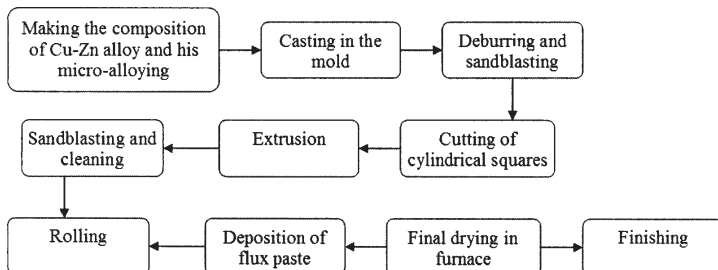 Making the composition
of Cu-Zn alloy and his
micro-alloying
Casting in the
mold
Deburring and
sandblasting
Sandblasting and
cleaning
Extrusion
Cutting of
cylindrical squares
Rolling
Deposition of
flux paste
Final drying in
furnace
Finishing